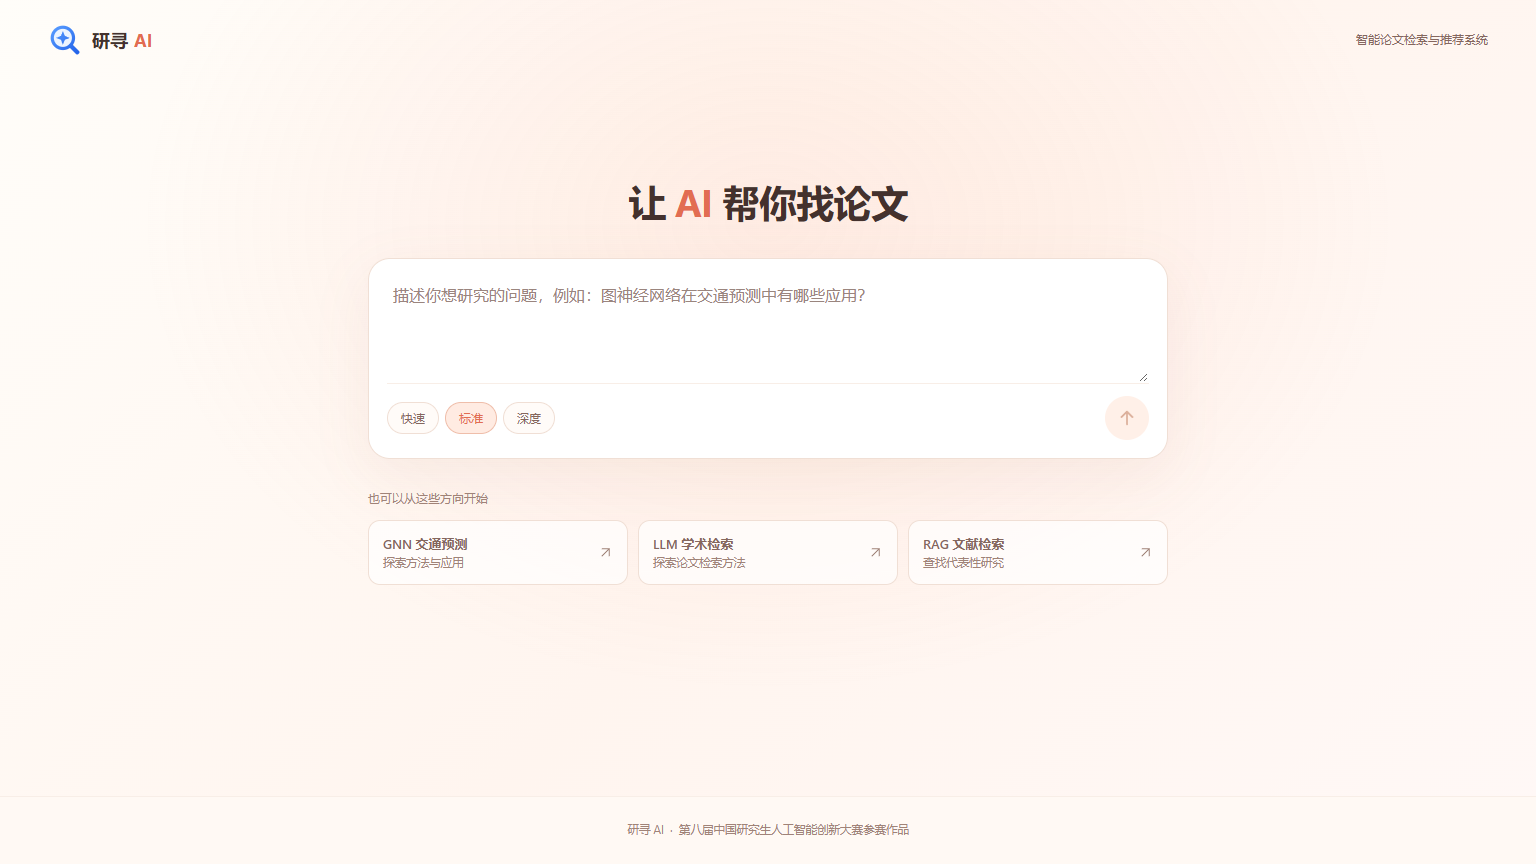 研寻 AI
智能论文检索与推荐系统
让 AI 帮你找论文
描述你想研究的问题，例如：图神经网络在交通预测中有哪些应用？
快速 标准 深度
也可以从这些方向开始
GNN 交通预测
探索方法与应用
LLM 学术检索
探索论文检索方法
RAG 文献检索
查找代表性研究
研寻 AI · 第八届中国研究生人工智能创新大赛参赛作品